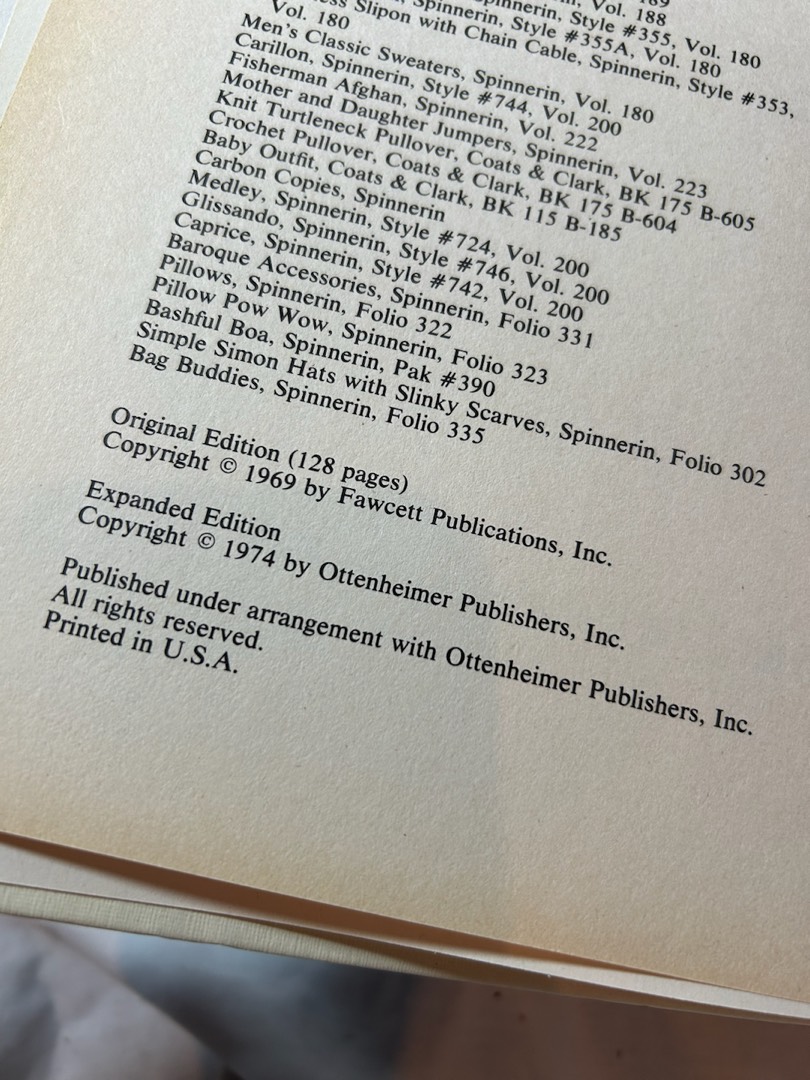 Vol. 188
Style #355, Vol. 180
Spinnerin, Style #355A, Vol. 180
Slipon with Chain Cable, Spinnerin, Style #353,
Vol. 180
Men's Classic Sweaters, Spinnerin, Vol. 180
Carillon, Spinnerin, Style #744, Vol. 200
Fisherman Afghan, Spinnerin, Vol. 222
Mother and Daughter Jumpers, Spinnerin, Vol. 223
Knit Turtleneck Pullover, Coats & Clark, BK 175 B-605
Crochet Pullover, Coats & Clark, BK 175 B-604
Baby Outfit, Coats & Clark, BK 115 B-185
Carbon Copies, Spinnerin
Medley, Spinnerin, Style #724, Vol. 200
Glissando, Spinnerin, Style #746, Vol. 200
Caprice, Spinnerin, Style #742, Vol. 200
Baroque Accessories, Spinnerin, Folio 331
Pillows, Spinnerin, Folio 322
Pillow Pow Wow, Spinnerin, Folio 323
Bashful Boa, Spinnerin, Pak #390
Simple Simon Hats with Slinky Scarves, Spinnerin, Folio 302
Bag Buddies, Spinnerin, Folio 335
Original Edition (128 pages)
Copyright © 1969 by Fawcett Publications, Inc.
Expanded Edition
Copyright © 1974 by Ottenheimer Publishers, Inc.
Published under arrangement with Ottenheimer Publishers, Inc.
All rights reserved.
Printed in U.S.A.